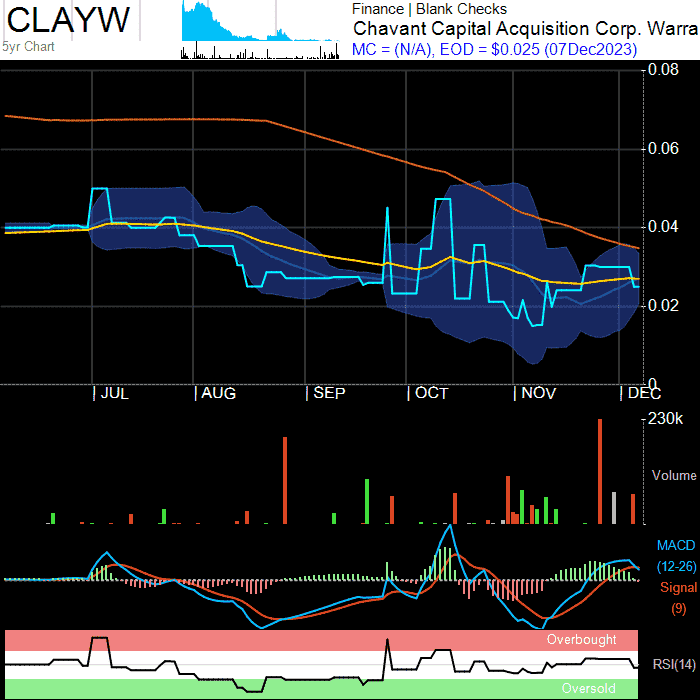 CLAYW
5yr Chart
Finance | Blank Checks
Chavant Capital Acquisition Corp. Warra
MC = (N/A), EOD = $0.025 (07Dec2023)
0.08
0.06
0.04
0.02
0
JUL
AUG
SEP
OCT
NOV
DEC
230k
Volume
MACD
(12-26)
Signal
(9)
Overbought
RSI(14)
Oversold